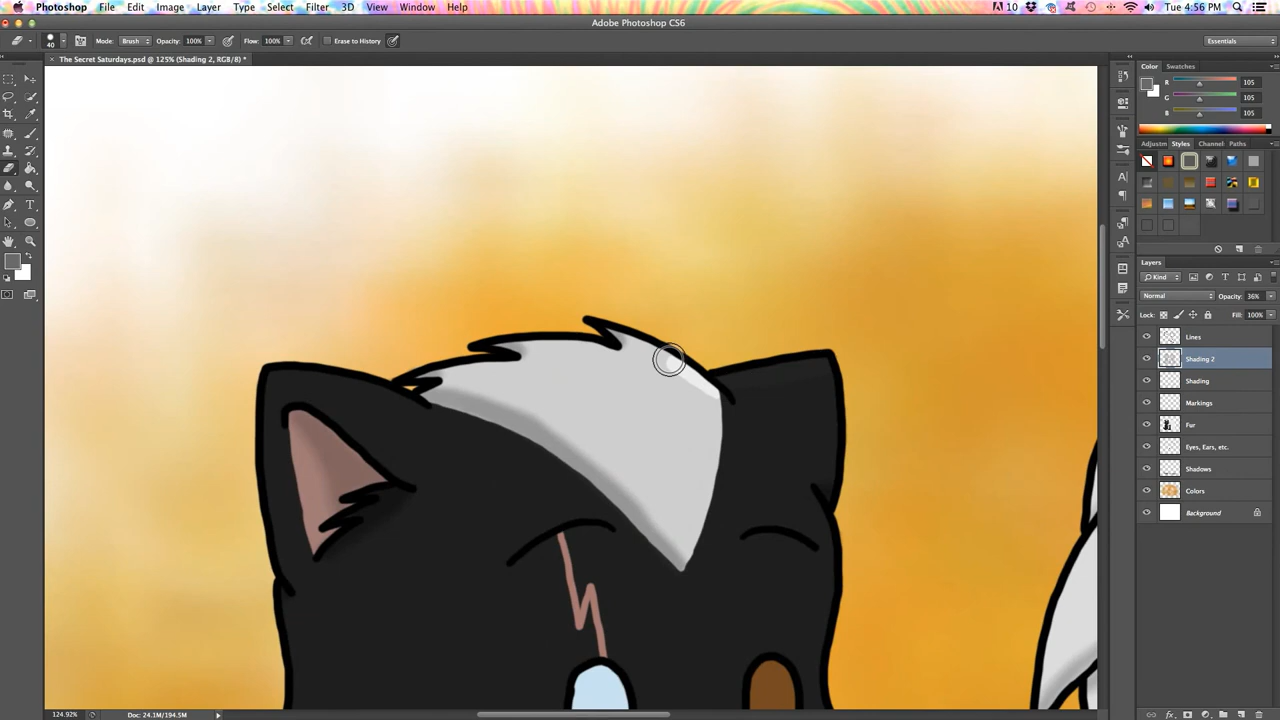 Photoshop File Edit Image Layer Type Select Filter 3D View Window Help 10 Tue 4:56 PM
Adobe Photoshop CS6
40 Mode: Brush Opacity: 100% Flow: 100% Erase to History Essentials
The Secret Saturdays.psd @ 125% (Shading 2, RGB/8) *
Color Swatches
R 105
G 105
B 105
Adjustm Styles Channel Paths
Layers
Kind
Normal Opacity: 36%
Lock: Fill: 100%
Lines
Shading 2
Shading
Markings
Fur
Eyes, Ears, etc.
Shadows
Colors
Background
124.92% Doc: 24.1M/194.5M